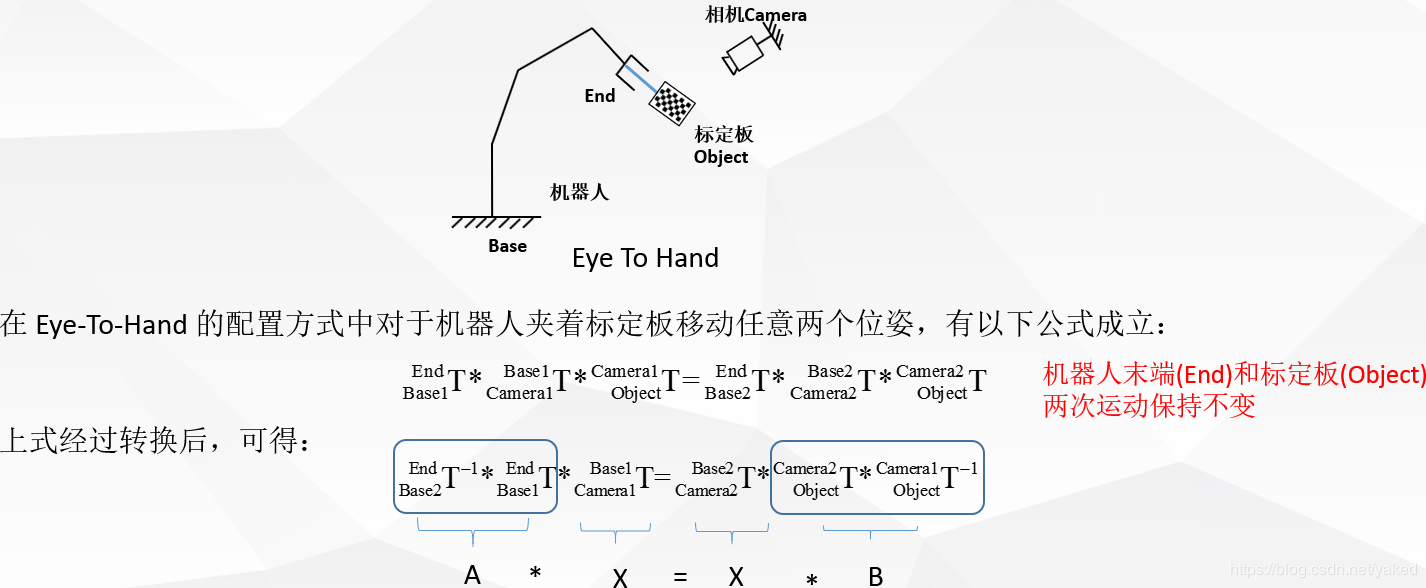 相机Camera
End
标定板
Object
机器人
Base
Eye To Hand
在 Eye-To-Hand 的配置方式中对于机器人夹着标定板移动任意两个位姿，有以下公式成立：
End Base1 T * Base1 Camera1 T * Camera1 Object T = End Base2 T * Base2 Camera2 T * Camera2 Object T
机器人末端(End)和标定板(Object)
两次运动保持不变
上式经过转换后，可得：
End Base2 T⁻¹ * End Base1 T * Base1 Camera1 T = Base2 Camera2 T * Camera2 Object T * Camera1 Object T⁻¹
A * X = X * B
https://blog.csdn.net/yaked